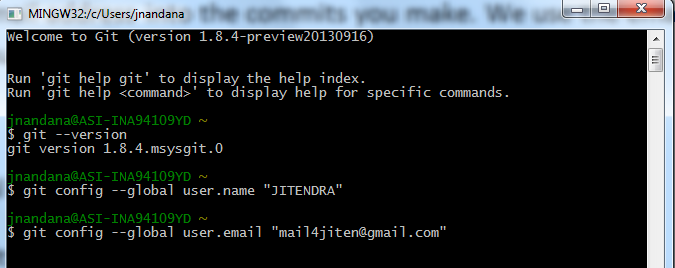 MINGW32:/c/Users/jnandana
the commits you make. We use
Welcome to Git (version 1.8.4-preview20130916)
Run 'git help git' to display the help index.
Run 'git help <command>' to display help for specific commands.
jnandana@ASI-INA94109YD ~
$ git --version
git version 1.8.4.msysgit.0
jnandana@ASI-INA94109YD ~
$ git config --global user.name "JITENDRA"
jnandana@ASI-INA94109YD ~
$ git config --global user.email "mail4jiten@gmail.com"